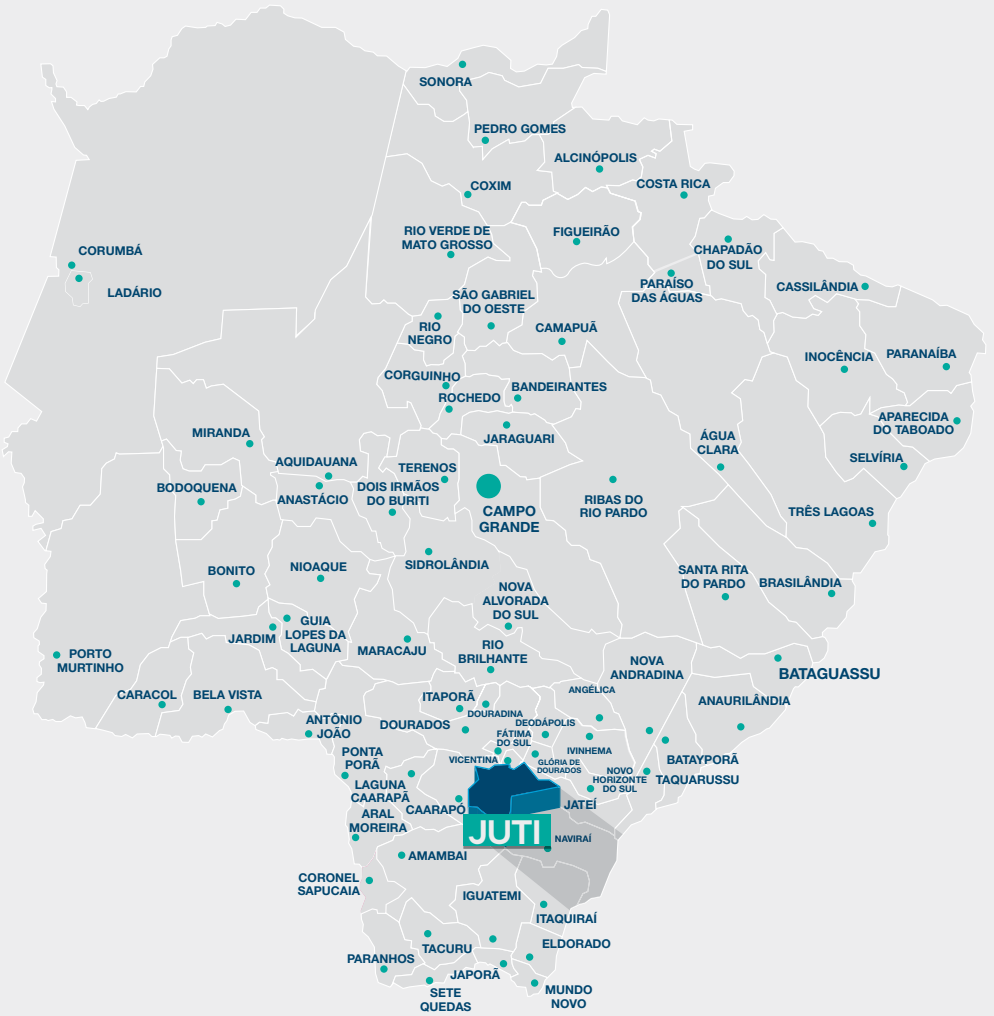 SONORA
PEDRO GOMES
ALCINÓPOLIS
COXIM
COSTA RICA
RIO VERDE DE
MATO GROSSO
FIGUEIRÃO
CHAPADÃO
DO SUL
CORUMBÁ
LADÁRIO
PARAÍSO
DAS ÁGUAS
CASSILÂNDIA
SÃO GABRIEL
DO OESTE
RIO
NEGRO
CAMAPUÃ
INOCÊNCIA
PARANAÍBA
CORGUINHO
ROCHEDO
BANDEIRANTES
APARECIDA
DO TABOADO
MIRANDA
JARAGUARI
ÁGUA
CLARA
SELVÍRIA
AQUIDAUANA
TERENOS
BODOQUENA
ANASTÁCIO
DOIS IRMÃOS
DO BURITI
CAMPO
GRANDE
RIBAS DO
RIO PARDO
TRÊS LAGOAS
SIDROLÂNDIA
BONITO
NIOAQUE
SANTA RITA
DO PARDO
BRASILÂNDIA
NOVA
ALVORADA
DO SUL
GUIA
LOPES DA
LAGUNA
JARDIM
MARACAJU
RIO
BRILHANTE
PORTO
MURTINHO
NOVA
ANDRADINA
BATAGUASSU
CARACOL
BELA VISTA
ITAPORÃ
ANGÉLICA
ANAURILÂNDIA
DOURADINA
ANTÔNIO
JOÃO
DOURADOS
DEODÁPOLIS
FÁTIMA
DO SUL
IVINHEMA
PONTA
PORÃ
VICENTINA
GLÓRIA DE
DOURADOS
BATAYPORÃ
TAQUARUSSU
NOVO
HORIZONTE
DO SUL
LAGUNA
CAARAPÃ
CAARAPÓ
JATEÍ
ARAL
MOREIRA
JUTI
NAVIRAÍ
AMAMBAI
CORONEL
SAPUCAIA
IGUATEMI
ITAQUIRAÍ
TACURU
ELDORADO
PARANHOS
JAPORÃ
SETE
QUEDAS
MUNDO
NOVO